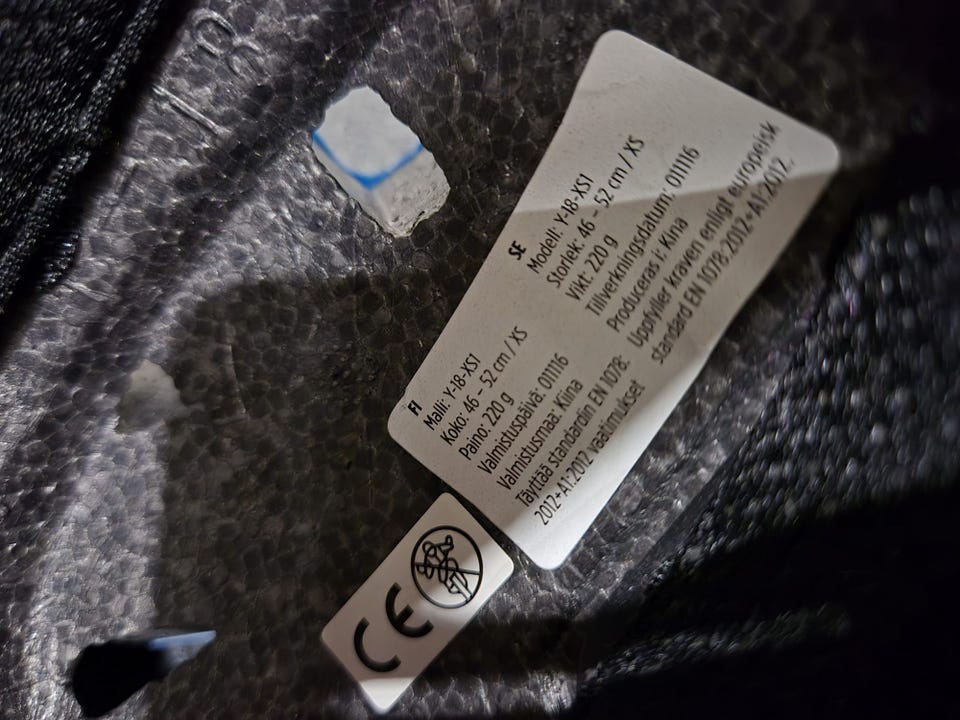 FI
Malli: Y-18-XS1
Koko: 46 – 52 cm / XS
Paino: 220 g
Valmistuspäivä: 011116
Valmistusmaa: Kiina
Täyttää standardin EN 1078:
2012+A1:2012 vaatimukset
SE
Modell: Y-18-XS1
Storlek: 46 – 52 cm / XS
Vikt: 220 g
Tillverkningsdatum: 011116
Produceras i: Kina
Uppfyller kraven enligt europeisk
standard EN 1078:2012+A1:2012.
CE